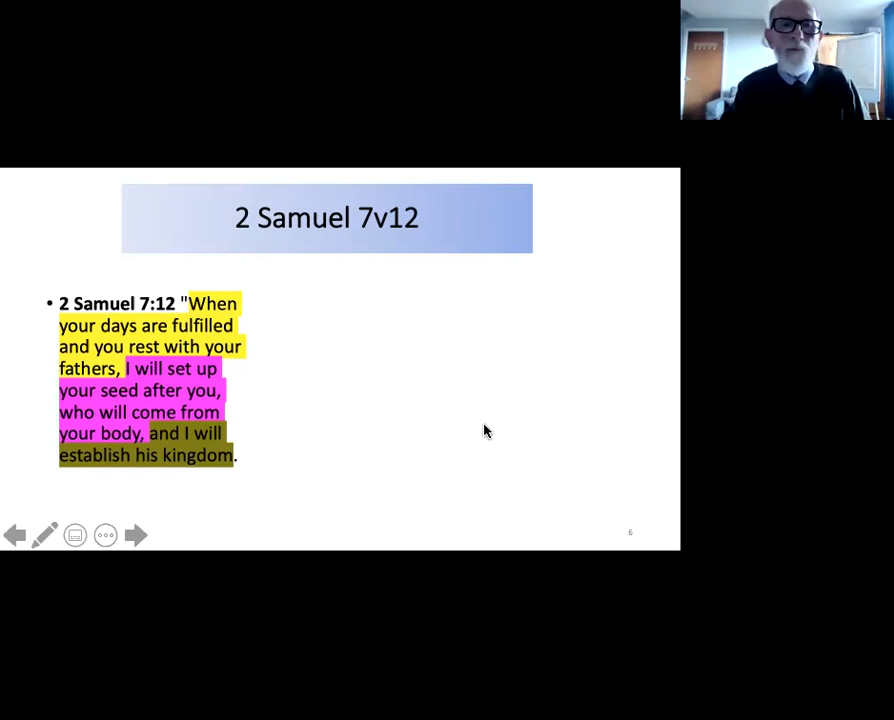 2 Samuel 7v12
• 2 Samuel 7:12 "When
your days are fulfilled
and you rest with your
fathers, I will set up
your seed after you,
who will come from
your body, and I will
establish his kingdom.
6